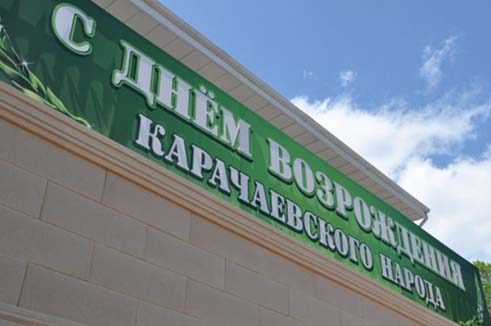 С ДНЁМ ВОЗРОЖДЕНИЯ
КАРАЧАЕВСКОГО НАРОДА